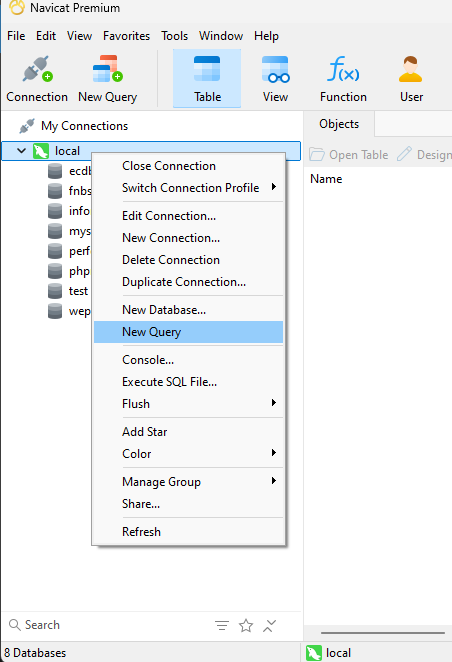 Navicat Premium
File Edit View Favorites Tools Window Help
Connection New Query Table View Function User
My Connections
Objects
local
Open Table Design
Name
ecdb
fnbs
info
mys
perf
php
test
wep
Close Connection
Switch Connection Profile
Edit Connection...
New Connection...
Delete Connection
Duplicate Connection...
New Database...
New Query
Console...
Execute SQL File...
Flush
Add Star
Color
Manage Group
Share...
Refresh
Search
8 Databases
local